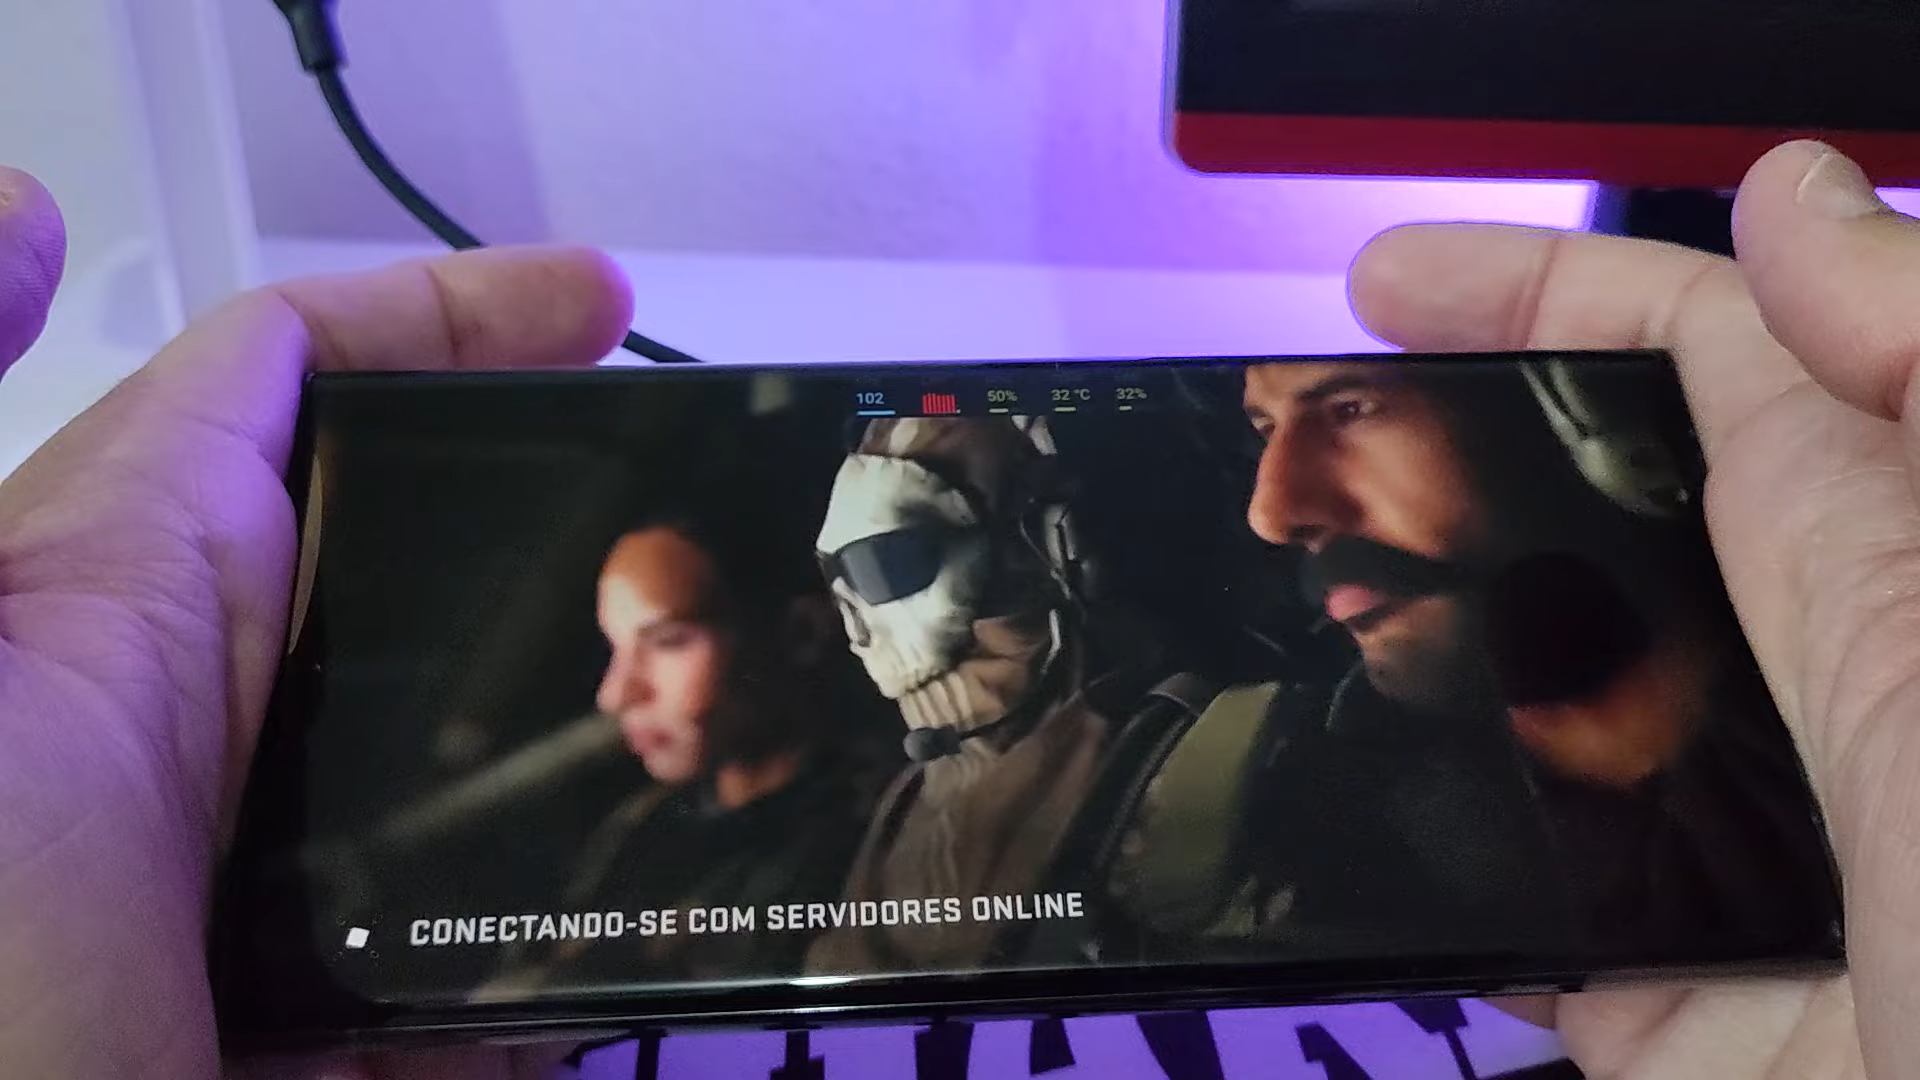 102 50% 32 °C 32%
CONECTANDO-SE COM SERVIDORES ONLINE